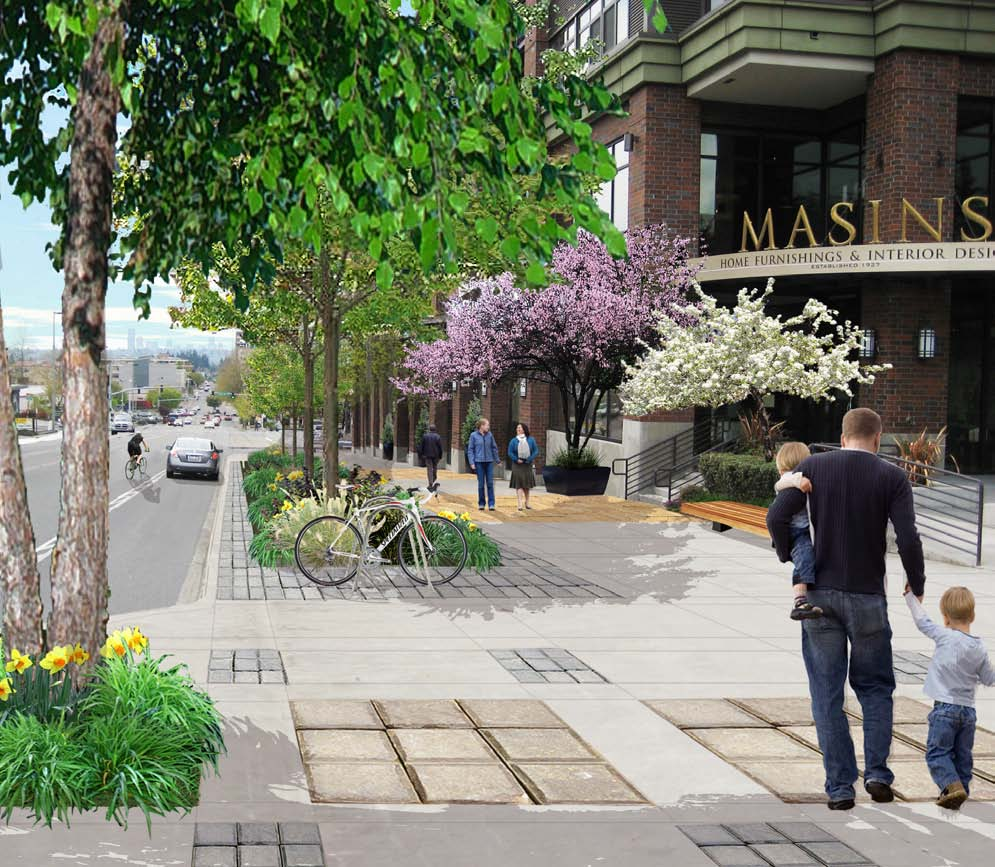 MASINS
HOME FURNISHINGS & INTERIOR DESI
ESTABLISHED 1927